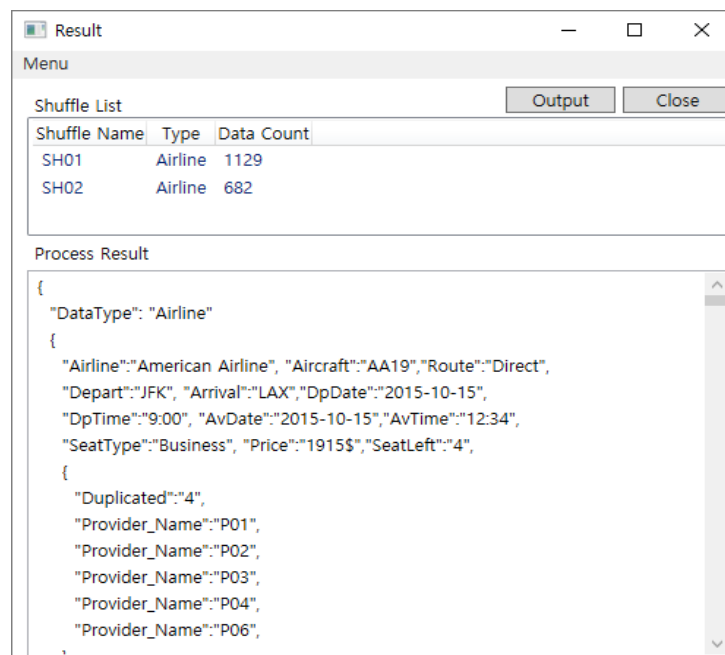 Result
Menu
Shuffle List
Output
Close
Shuffle Name Type Data Count
SH01 Airline 1129
SH02 Airline 682
Process Result
{
"DataType": "Airline"
{
"Airline":"American Airline", "Aircraft":"AA19","Route":"Direct",
"Depart":"JFK", "Arrival":"LAX","DpDate":"2015-10-15",
"DpTime":"9:00", "AvDate":"2015-10-15","AvTime":"12:34",
"SeatType":"Business", "Price":"1915$","SeatLeft":"4",
{
"Duplicated":"4",
"Provider_Name":"P01",
"Provider_Name":"P02",
"Provider_Name":"P03",
"Provider_Name":"P04",
"Provider_Name":"P06",